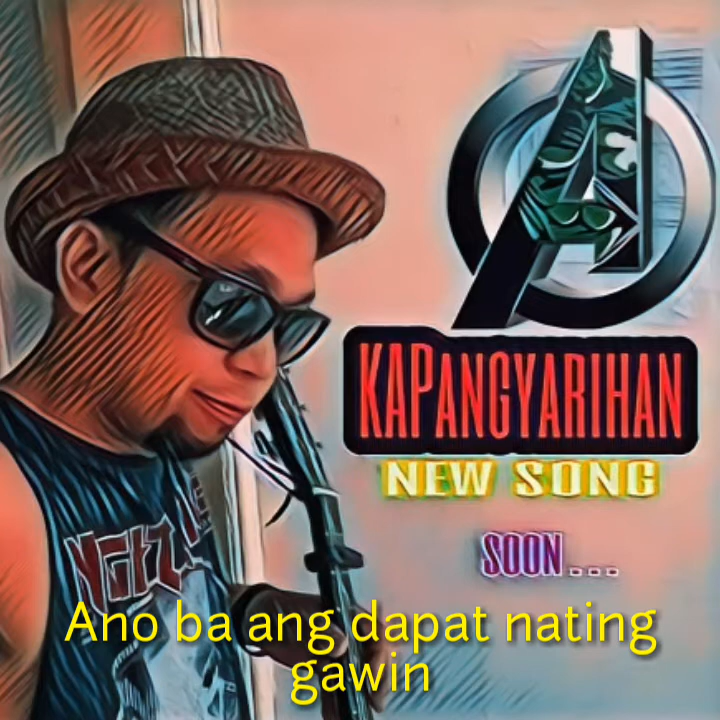 KAPANGYARIHAN
NEW SONG
SOON....
Ano ba ang dapat nating
gawin